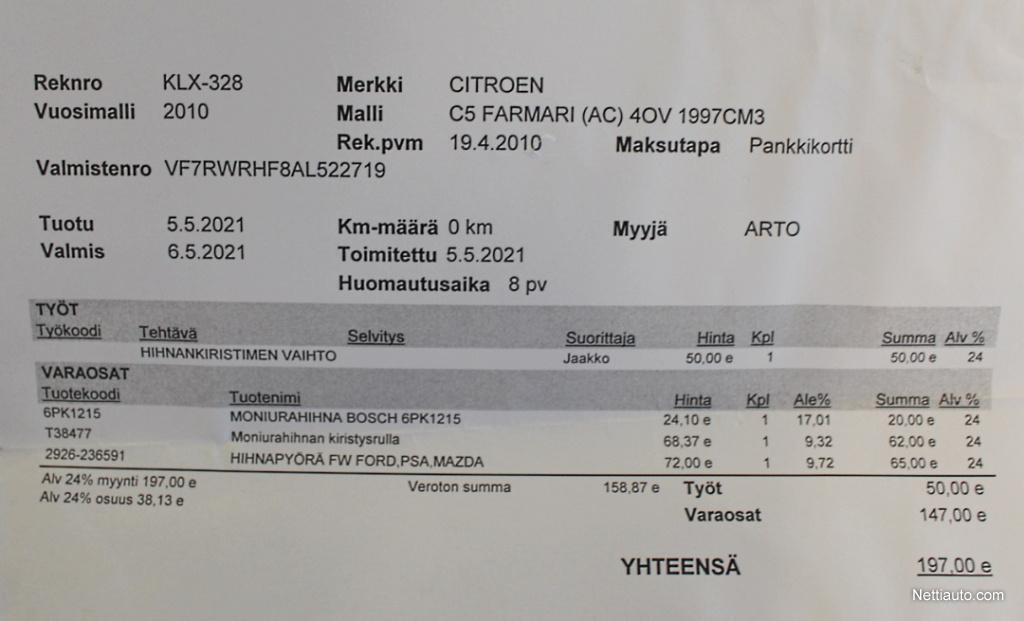 Reknro KLX-328 Merkki CITROEN
Vuosimalli 2010 Malli C5 FARMARI (AC) 4OV 1997CM3
Rek.pvm 19.4.2010 Maksutapa Pankkikortti
Valmistenro VF7RWRHF8AL522719
Tuotu 5.5.2021 Km-määrä 0 km Myyjä ARTO
Valmis 6.5.2021 Toimitettu 5.5.2021
Huomautusaika 8 pv
TYÖT
Työkoodi Tehtävä Selvitys Suorittaja Hinta Kpl Summa Alv %
HIHNANKIRISTIMEN VAIHTO Jaakko 50,00 e 1 50,00 e 24
VARAOSAT
Tuotekoodi Tuotenimi Hinta Kpl Ale% Summa Alv %
6PK1215 MONIURAHIHNA BOSCH 6PK1215 24,10 e 1 17,01 20,00 e 24
T38477 Moniurahihnan kiristysrulla 68,37 e 1 9,32 62,00 e 24
2926-236591 HIHNAPYÖRÄ FW FORD,PSA,MAZDA 72,00 e 1 9,72 65,00 e 24
Alv 24% myynti 197,00 e Veroton summa 158,87 e Työt 50,00 e
Alv 24% osuus 38,13 e
Varaosat 147,00 e
YHTEENSÄ 197,00 e
Nettiauto.com